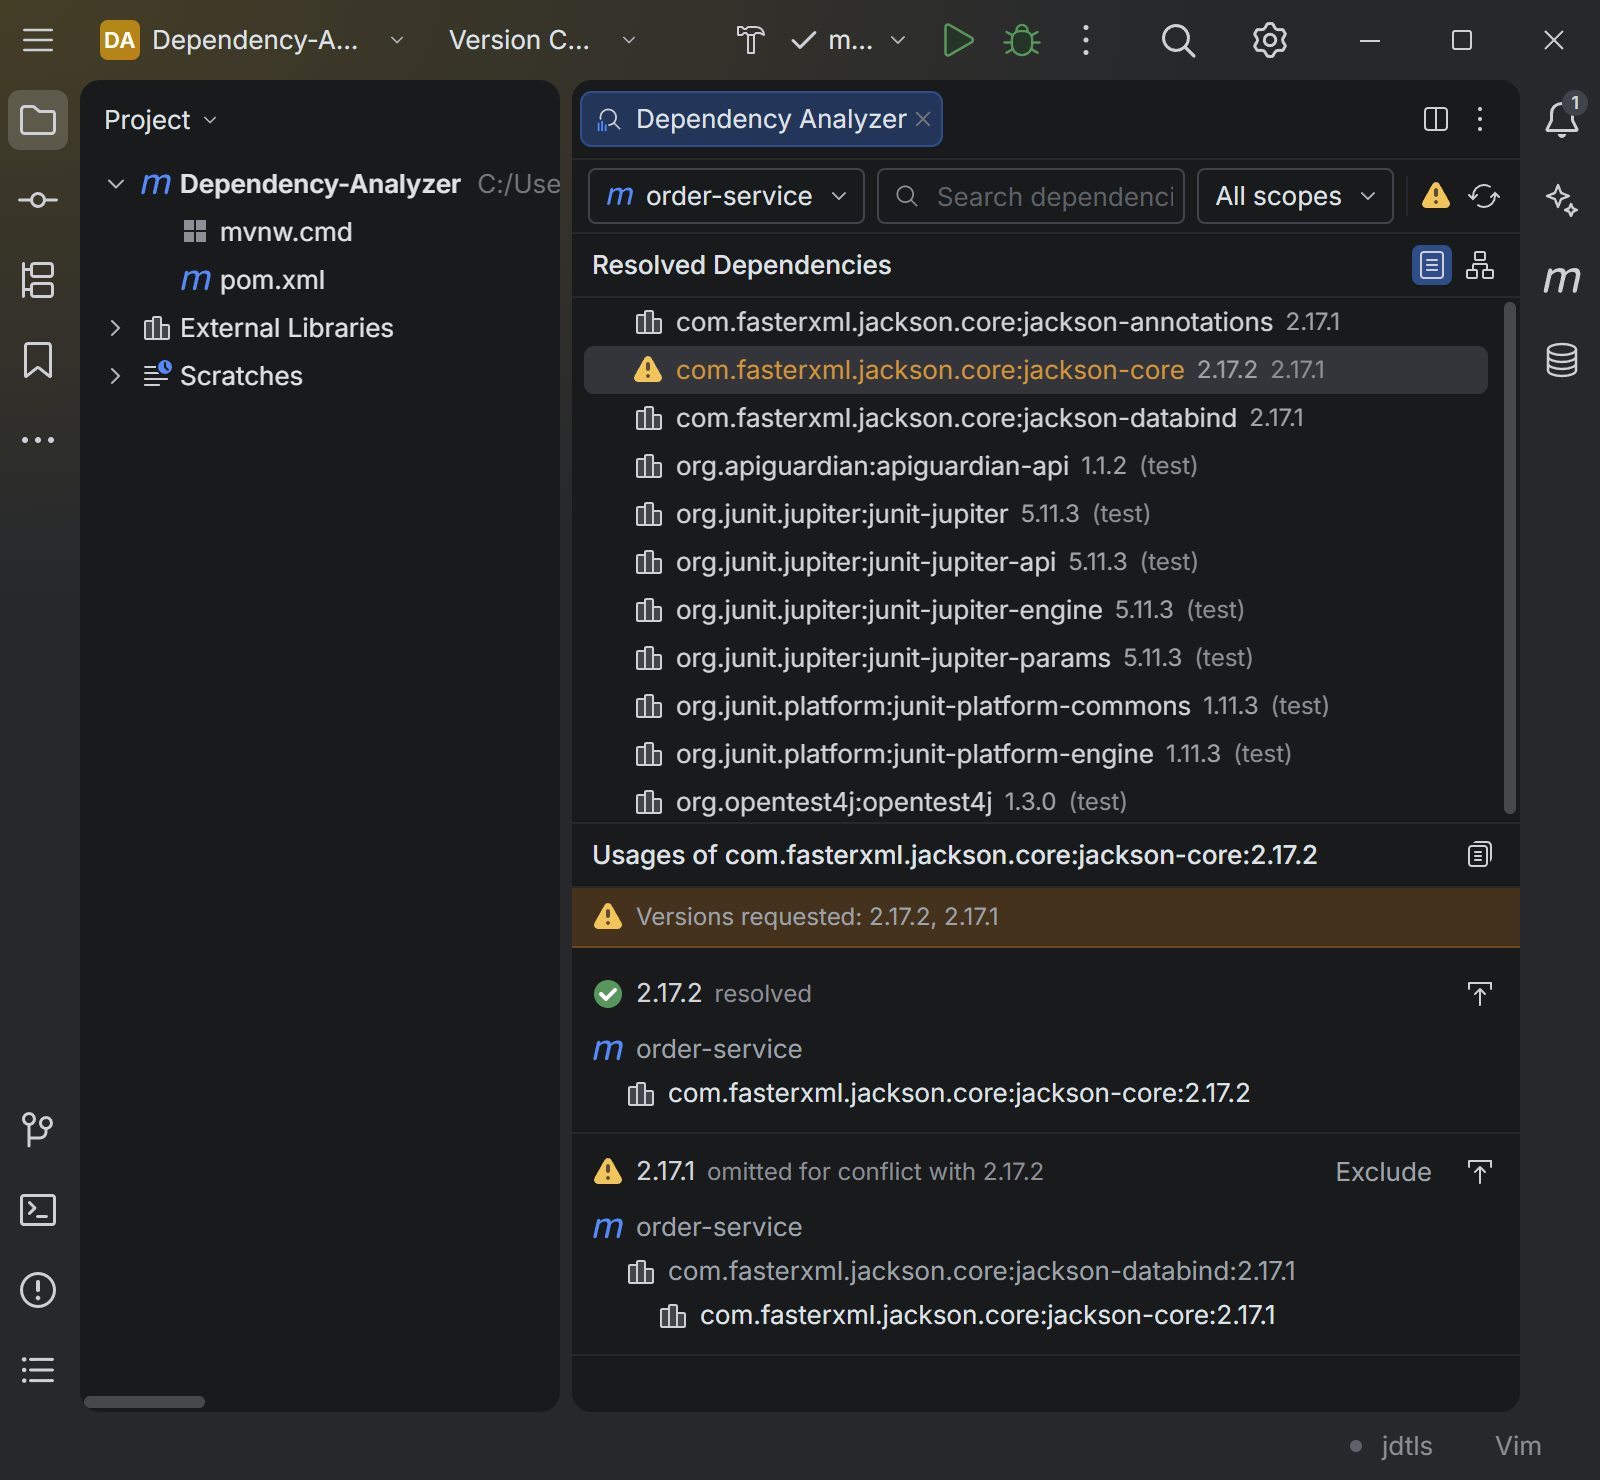 DA Dependency-A... Version C... m...
Project
Dependency-Analyzer C:/Use
mvnw.cmd
m pom.xml
External Libraries
Scratches
Dependency Analyzer
1
m order-service
Search dependenci
All scopes
Resolved Dependencies
com.fasterxml.jackson.core:jackson-annotations 2.17.1
com.fasterxml.jackson.core:jackson-core 2.17.2 2.17.1
com.fasterxml.jackson.core:jackson-databind 2.17.1
org.apiguardian:apiguardian-api 1.1.2 (test)
org.junit.jupiter:junit-jupiter 5.11.3 (test)
org.junit.jupiter:junit-jupiter-api 5.11.3 (test)
org.junit.jupiter:junit-jupiter-engine 5.11.3 (test)
org.junit.jupiter:junit-jupiter-params 5.11.3 (test)
org.junit.platform:junit-platform-commons 1.11.3 (test)
org.junit.platform:junit-platform-engine 1.11.3 (test)
org.opentest4j:opentest4j 1.3.0 (test)
Usages of com.fasterxml.jackson.core:jackson-core:2.17.2
Versions requested: 2.17.2, 2.17.1
2.17.2 resolved
m order-service
com.fasterxml.jackson.core:jackson-core:2.17.2
2.17.1 omitted for conflict with 2.17.2 Exclude
m order-service
com.fasterxml.jackson.core:jackson-databind:2.17.1
com.fasterxml.jackson.core:jackson-core:2.17.1
jdtls Vim